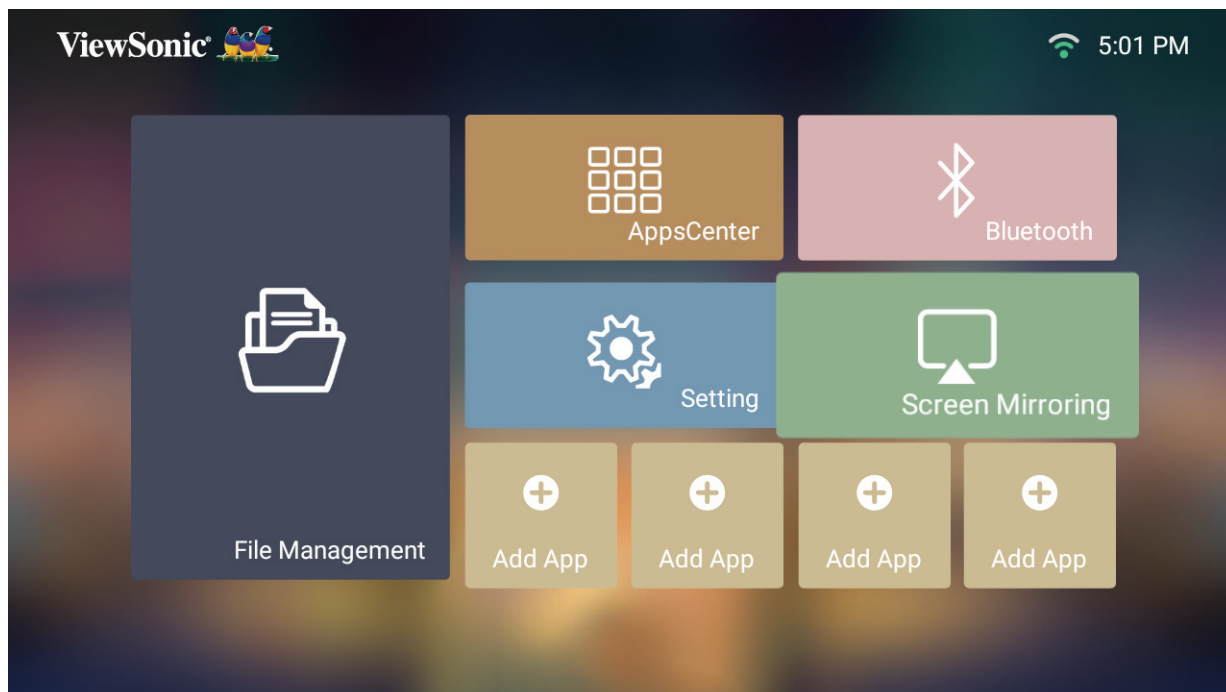 ViewSonic®
5:01 PM
AppsCenter
Bluetooth
Setting
Screen Mirroring
File Management
Add App
Add App
Add App
Add App